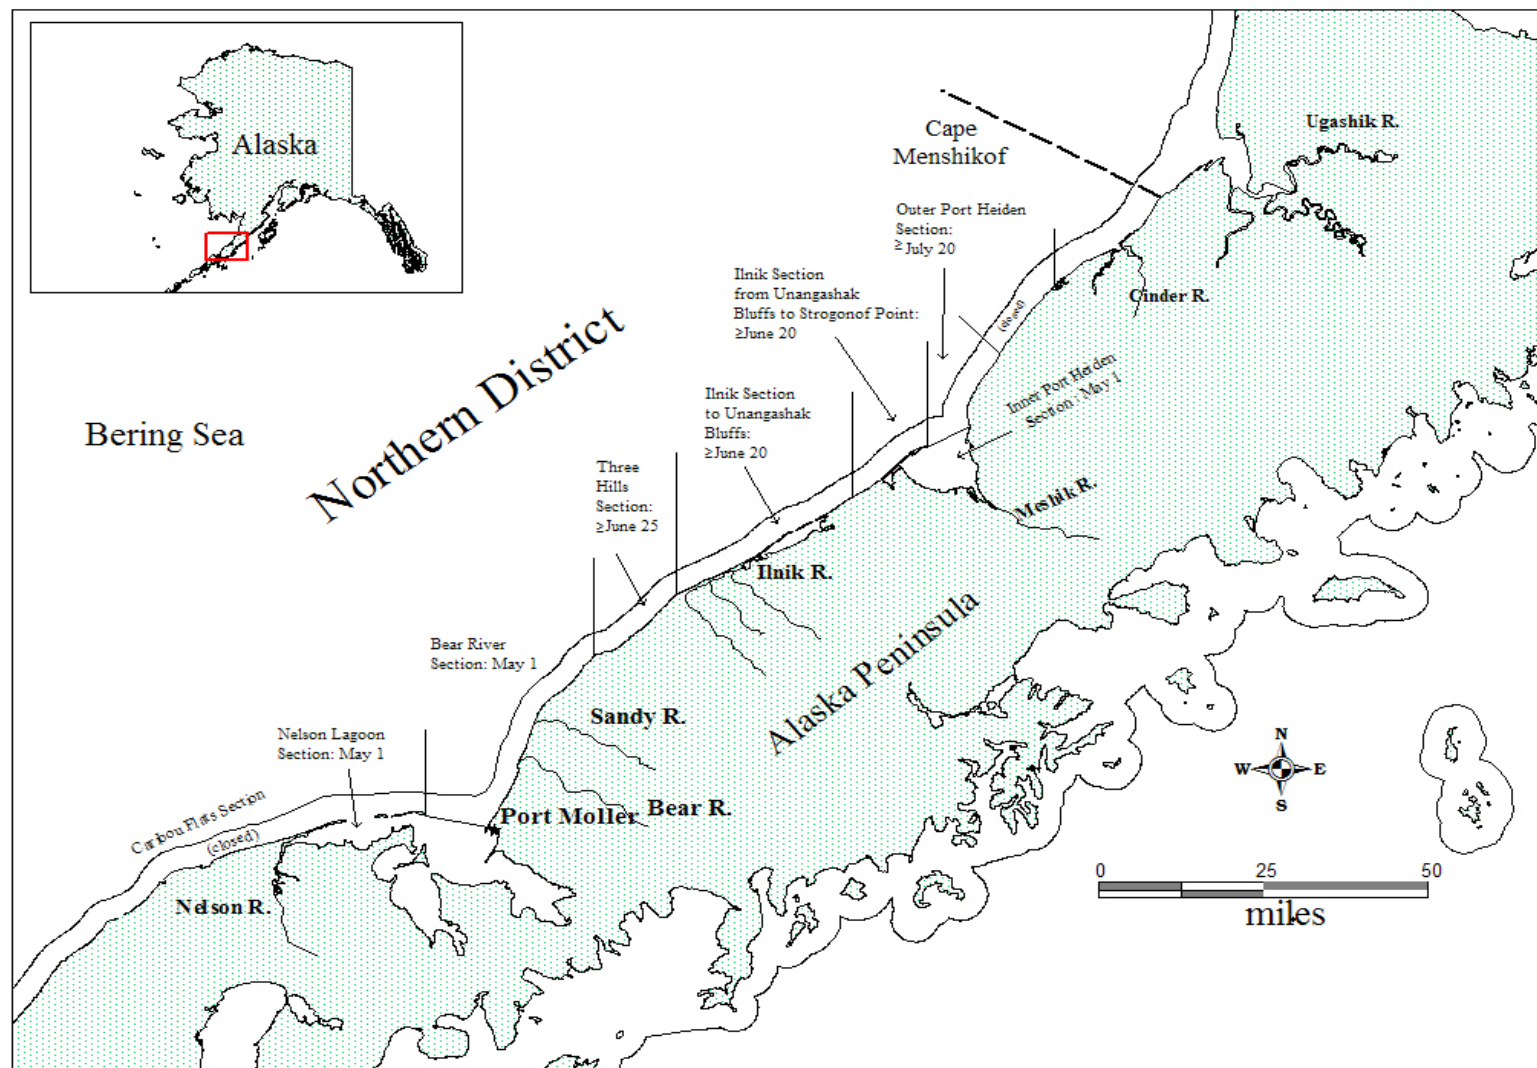 Alaska
Ugashik R.
Cape
Menshikof
Outer Port Heiden
Section:
≥July 20
Cinder R.
Ilnik Section
from Unangashak
Bluffs to Strogonof Point:
≥June 20
(closed)
Inner Port Heiden
Section: May 1
Northern District
Bering Sea
Ilnik Section
to Unangashak
Bluffs:
≥June 20
Three
Hills
Section:
≥June 25
Meshik R.
Ilnik R.
Alaska Peninsula
Bear River
Section: May 1
Sandy R.
Nelson Lagoon
Section: May 1
N
W E
S
Caribou Flats Section
(closed)
Port Moller
Bear R.
Nelson R.
0 25 50
miles